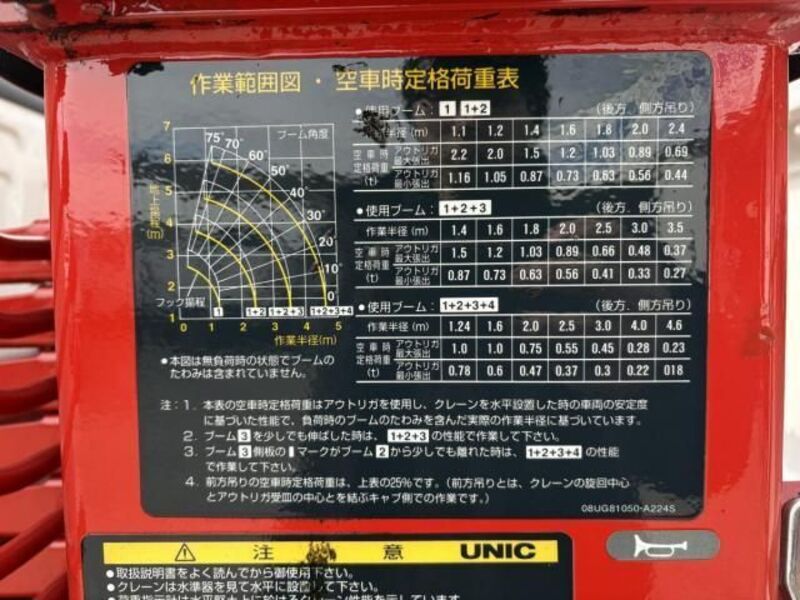 作業範囲図・空車時定格荷重表
7
6
5
4
3
2
1
地上揚程(m)
75° 70° ブーム角度
60°
50°
40°
30°
20°
10°
0°
フック揚程
1 1+2 1+2+3 1+2+3+4
0 1 2 3 4 5
作業半径(m)
●本図は無負荷時の状態でブームの
たわみは含まれていません。
●使用ブーム： 1 1+2 (後方、側方吊り)
半径(m) 1.1 1.2 1.4 1.6 1.8 2.0 2.4
空車時定格荷重(t) アウトリガ最大張出 2.2 2.0 1.5 1.2 1.03 0.89 0.69
アウトリガ最小張出 1.16 1.05 0.87 0.73 0.63 0.56 0.44
●使用ブーム： 1+2+3 (後方、側方吊り)
作業半径(m) 1.4 1.6 1.8 2.0 2.5 3.0 3.5
空車時定格荷重(t) アウトリガ最大張出 1.5 1.2 1.03 0.89 0.66 0.48 0.37
アウトリガ最小張出 0.87 0.73 0.63 0.56 0.41 0.33 0.27
●使用ブーム： 1+2+3+4 (後方、側方吊り)
作業半径(m) 1.24 1.6 2.0 2.5 3.0 4.0 4.6
空車時定格荷重(t) アウトリガ最大張出 1.0 1.0 0.75 0.55 0.45 0.28 0.23
アウトリガ最小張出 0.78 0.6 0.47 0.37 0.3 0.22 018
注：1. 本表の空車時定格荷重はアウトリガを使用し、クレーンを水平設置した時の車両の安定度
に基づいた性能で、負荷時のブームのたわみを含んだ実際の作業半径に基づいています。
2. ブーム3を少しでも伸ばした時は、1+2+3の性能で作業して下さい。
3. ブーム3側板の▮マークがブーム2から少しでも離れた時は、1+2+3+4の性能
で作業して下さい。
4. 前方吊りの空車時定格荷重は、上表の25％です。(前方吊りとは、クレーンの旋回中心
とアウトリガ受皿の中心とを結ぶキャブ側での作業です。)
08UG81050-A224S
⚠ 注意 UNIC
●取扱説明書をよく読んでから御使用下さい。
●クレーンは水準器を見て水平に設置して下さい。
●荷重指示計は水平堅土上に於けるクレーン性能を示しています。